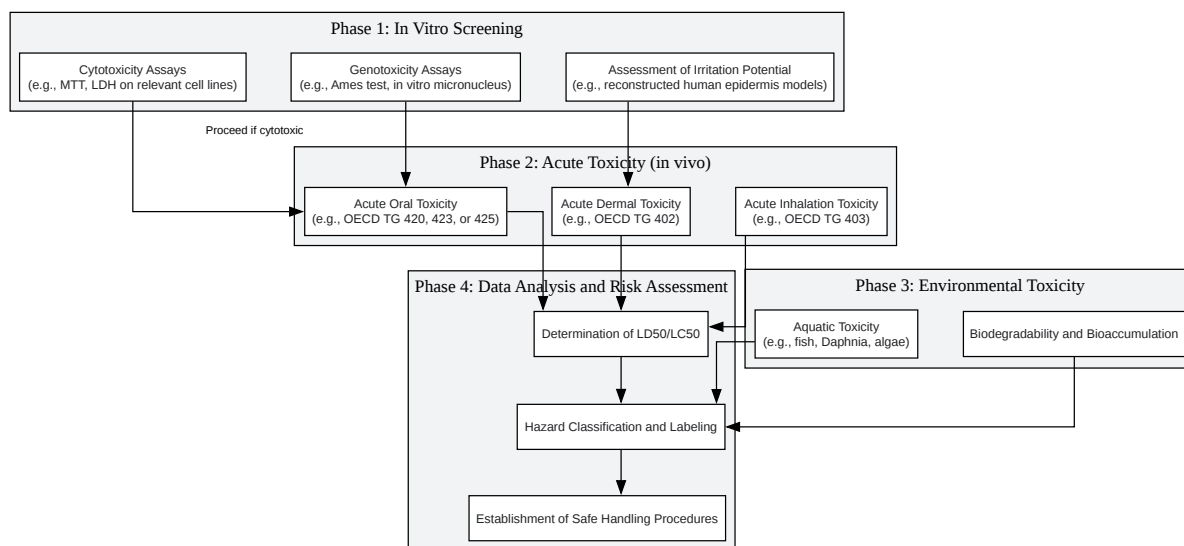 Phase 1: In Vitro Screening
Cytotoxicity Assays
(e.g., MTT, LDH on relevant cell lines)
Genotoxicity Assays
(e.g., Ames test, in vitro micronucleus)
Assessment of Irritation Potential
(e.g., reconstructed human epidermis models)
Proceed if cytotoxic
Phase 2: Acute Toxicity (in vivo)
Acute Oral Toxicity
(e.g., OECD TG 420, 423, or 425)
Acute Dermal Toxicity
(e.g., OECD TG 402)
Acute Inhalation Toxicity
(e.g., OECD TG 403)
Phase 4: Data Analysis and Risk Assessment
Phase 3: Environmental Toxicity
Determination of LD50/LC50
Aquatic Toxicity
(e.g., fish, Daphnia, algae)
Biodegradability and Bioaccumulation
Hazard Classification and Labeling
Establishment of Safe Handling Procedures